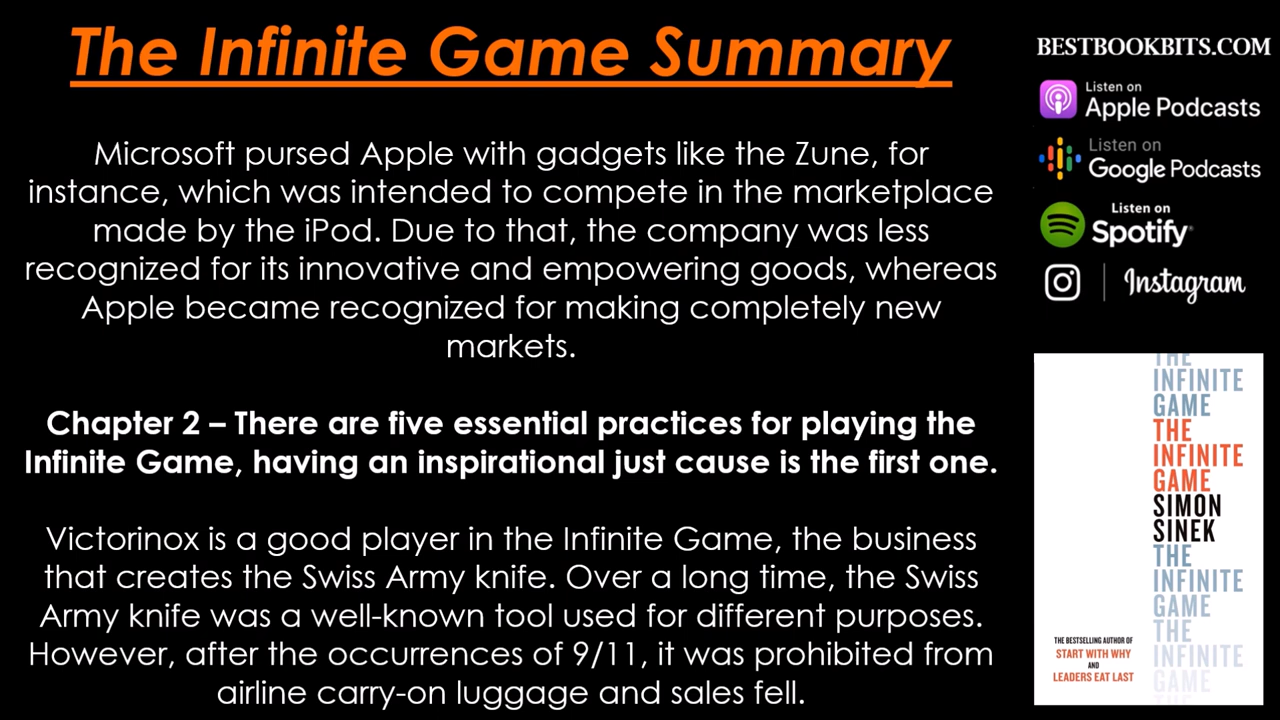 The Infinite Game Summary
Microsoft pursed Apple with gadgets like the Zune, for
instance, which was intended to compete in the marketplace
made by the iPod. Due to that, the company was less
recognized for its innovative and empowering goods, whereas
Apple became recognized for making completely new
markets.
Chapter 2 – There are five essential practices for playing the
Infinite Game, having an inspirational just cause is the first one.
Victorinox is a good player in the Infinite Game, the business
that creates the Swiss Army knife. Over a long time, the Swiss
Army knife was a well-known tool used for different purposes.
However, after the occurrences of 9/11, it was prohibited from
airline carry-on luggage and sales fell.
BESTBOOKBITS.COM
Listen on
Apple Podcasts
Listen on
Google Podcasts
Listen on
Spotify
Instagram
THE
INFINITE
GAME
THE
INFINITE
GAME
SIMON
SINEK
THE
INFINITE
GAME
THE
INFINITE
GAME
THE BESTSELLING AUTHOR OF
START WITH WHY
AND
LEADERS EAT LAST